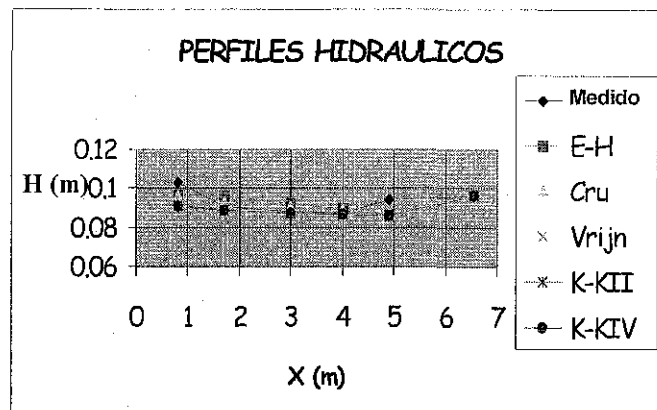 PERFILES HIDRAULICOS
Medido
E-H
Cru
Vrijn
K-KII
K-KIV
0.12
0.1
0.08
0.06
H (m)
0 1 2 3 4 5 6 7
X (m)